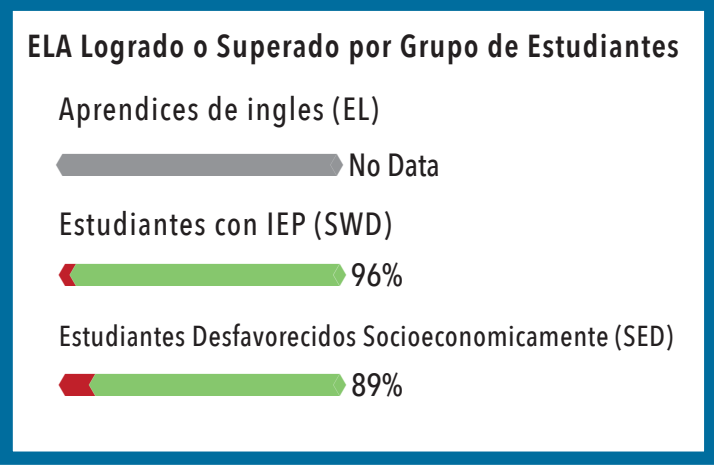 ELA Logrado o Superado por Grupo de Estudiantes
Aprendices de ingles (EL)
No Data
Estudiantes con IEP (SWD)
96%
Estudiantes Desfavorecidos Socioeconomicamente (SED)
89%